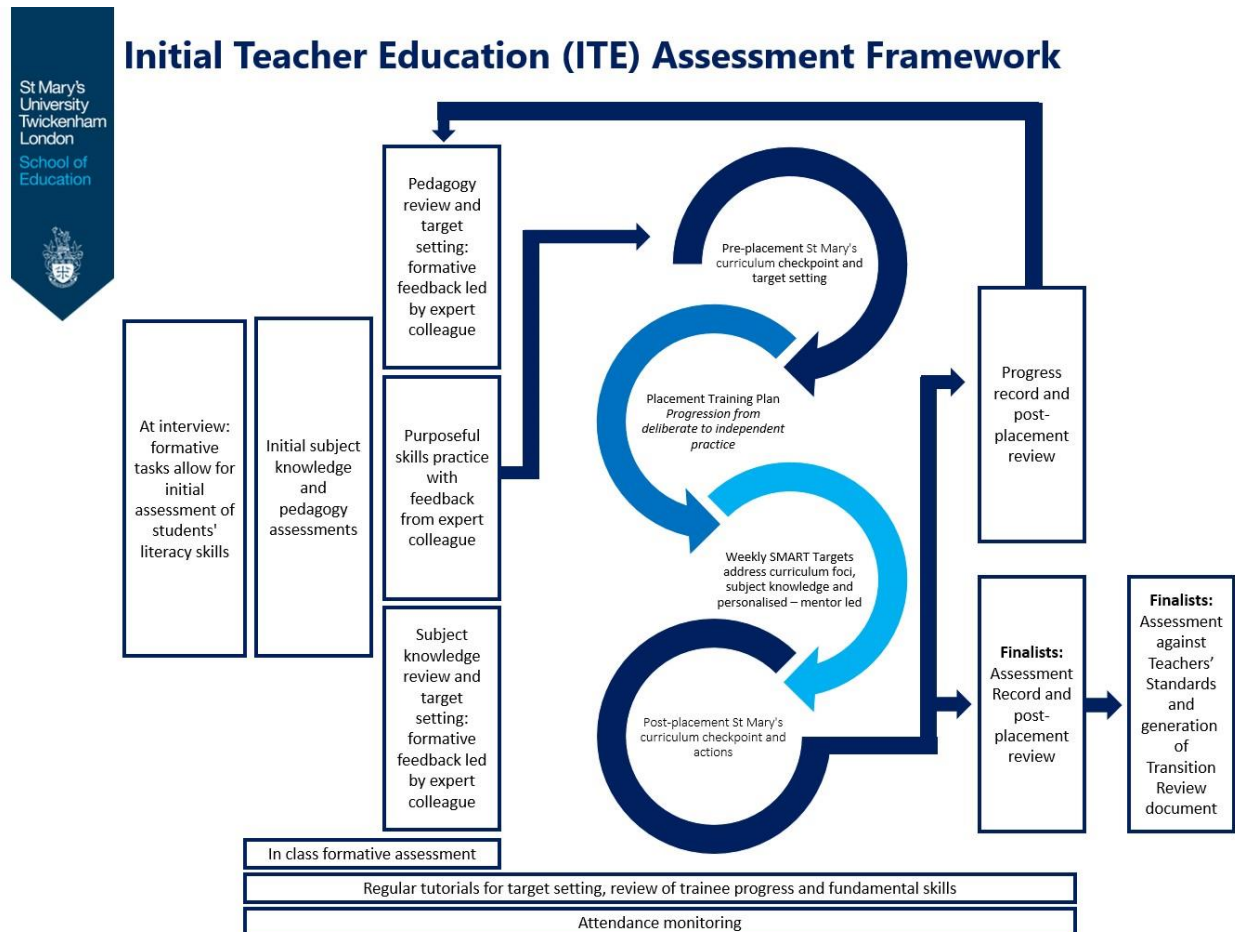 Initial Teacher Education (ITE) Assessment Framework
St Mary's
University
Twickenham
London
School of
Education
At interview:
formative
tasks allow for
initial
assessment of
students'
literacy skills
Initial subject
knowledge
and
pedagogy
assessments
Pedagogy
review and
target
setting:
formative
feedback led
by expert
colleague
Purposeful
skills practice
with
feedback
from expert
colleague
Subject
knowledge
review and
target
setting:
formative
feedback led
by expert
colleague
Pre-placement St Mary's
curriculum checkpoint and
target setting
Placement Training Plan
Progression from
deliberate to independent
practice
Weekly SMART Targets
address curriculum foci,
subject knowledge and
personalised – mentor led
Post-placement St Mary's
curriculum checkpoint and
actions
Progress
record and
post-
placement
review
Finalists:
Assessment
Record and
post-
placement
review
Finalists:
Assessment
against
Teachers’
Standards
and
generation
of
Transition
Review
document
In class formative assessment
Regular tutorials for target setting, review of trainee progress and fundamental skills
Attendance monitoring